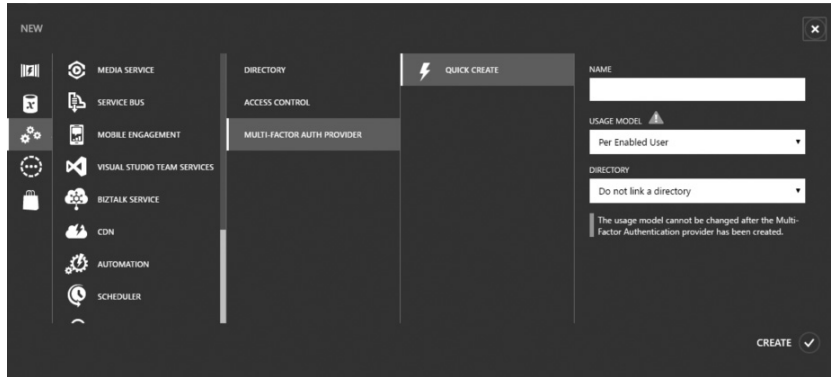 NEW
MEDIA SERVICE
SERVICE BUS
MOBILE ENGAGEMENT
VISUAL STUDIO TEAM SERVICES
BIZTALK SERVICE
CDN
AUTOMATION
SCHEDULER
DIRECTORY
ACCESS CONTROL
MULTI-FACTOR AUTH PROVIDER
QUICK CREATE
NAME
USAGE MODEL
Per Enabled User
DIRECTORY
Do not link a directory
The usage model cannot be changed after the Multi-
Factor Authentication provider has been created.
CREATE